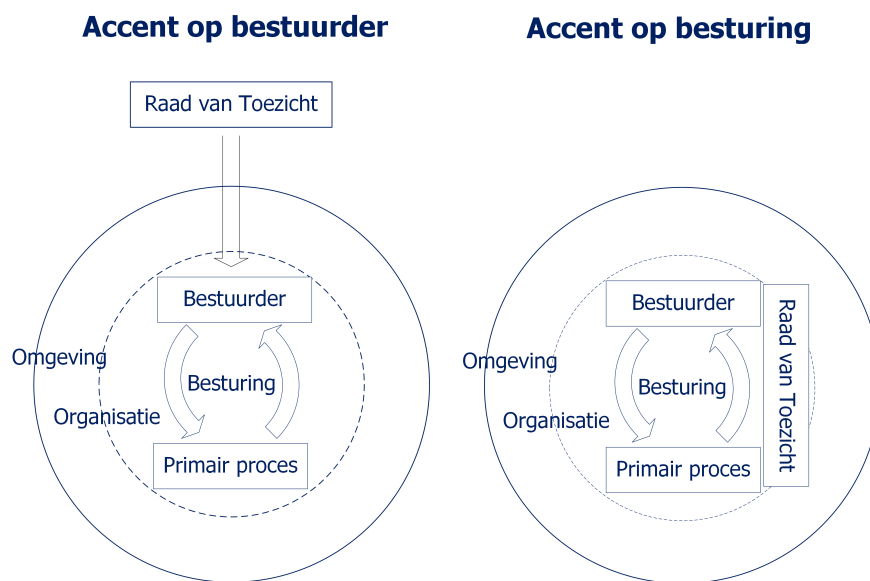 Accent op bestuurder
Raad van Toezicht
Bestuurder
Omgeving
Besturing
Organisatie
Primair proces
Accent op besturing
Bestuurder
Raad van Toezicht
Omgeving
Besturing
Organisatie
Primair proces